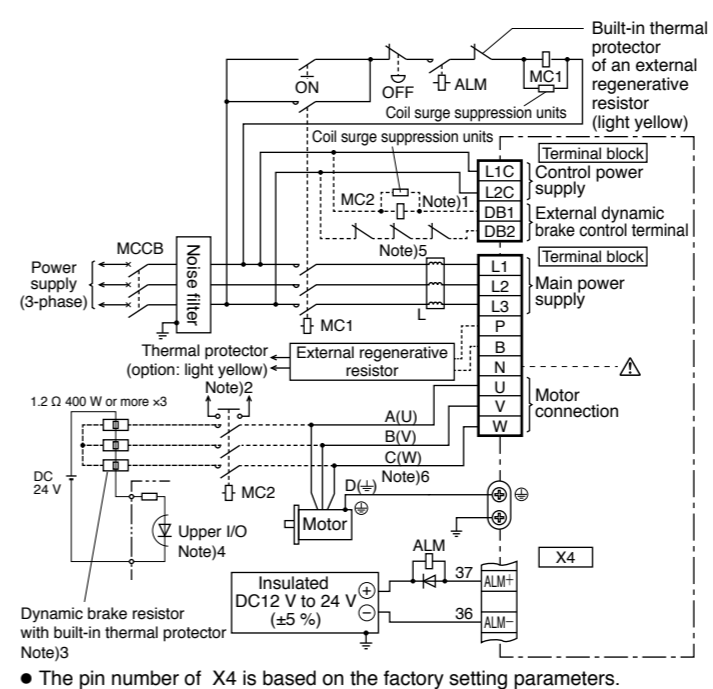 Built-in thermal
protector
of an external
regenerative
resistor
(light yellow)
ON
OFF
ALM
MC1
Coil surge suppression units
Coil surge suppression units
Terminal block
L1C
L2C
Control power
supply
MC2
Note)1
DB1
DB2
External dynamic
brake control terminal
Note)5
Terminal block
MCCB
Noise filter
Power
supply
(3-phase)
L1
L2
L3
Main power
supply
L
MC1
P
B
N
Thermal protector
(option: light yellow)
External regenerative
resistor
Note)2
U
V
W
Motor
connection
1.2 Ω 400 W or more ×3
A(U)
B(V)
C(W)
Note)6
DC
24 V
MC2
D(⏚)
Motor
Upper I/O
Note)4
ALM
X4
Insulated
DC12 V to 24 V
(±5 %)
+
−
37
ALM+
36
ALM−
Dynamic brake resistor
with built-in thermal protector
Note)3
● The pin number of X4 is based on the factory setting parameters.